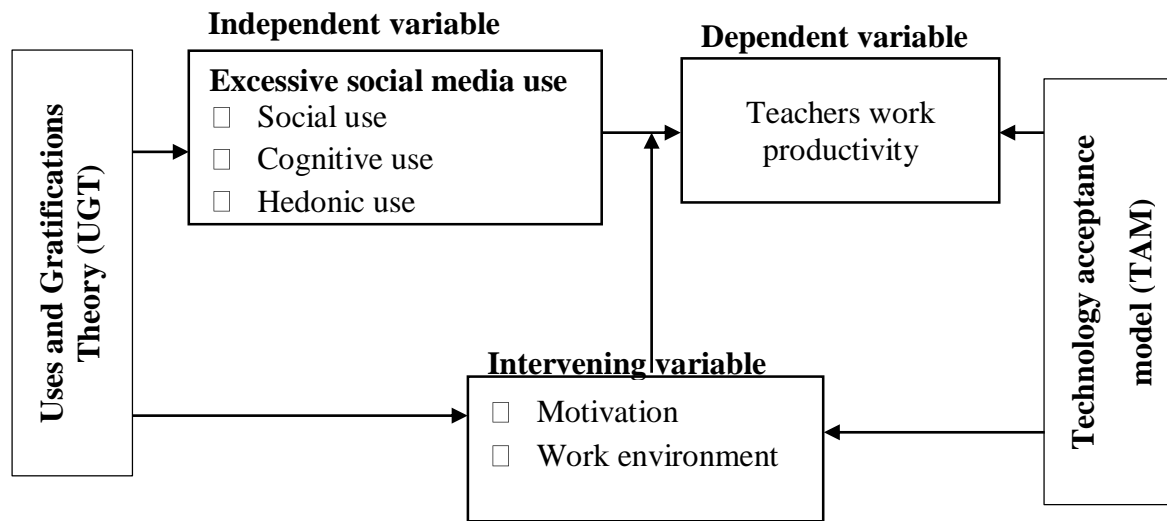 Independent variable
Excessive social media use
□ Social use
□ Cognitive use
□ Hedonic use
Dependent variable
Teachers work
productivity
Uses and Gratifications
Theory (UGT)
Technology acceptance
model (TAM)
Intervening variable
□ Motivation
□ Work environment